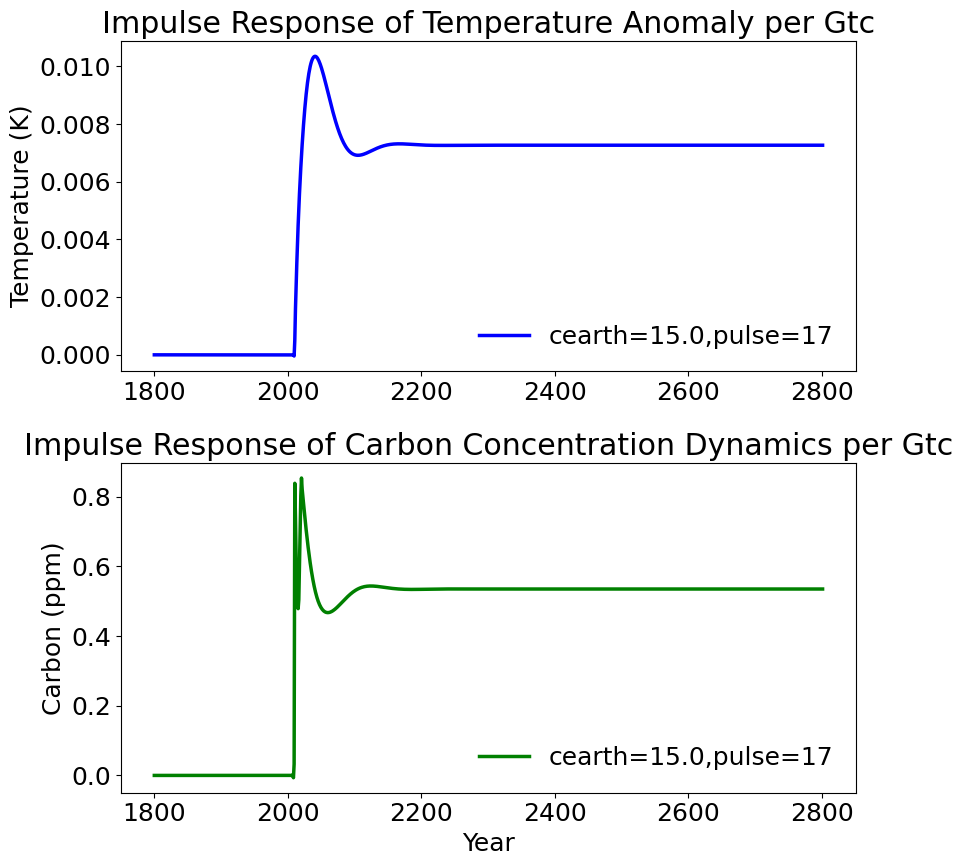 Impulse Response of Temperature Anomaly per Gtc
Temperature (K)
0.010
0.008
0.006
0.004
0.002
0.000
cearth=15.0,pulse=17
1800 2000 2200 2400 2600 2800
Impulse Response of Carbon Concentration Dynamics per Gtc
Carbon (ppm)
0.8
0.6
0.4
0.2
0.0
cearth=15.0,pulse=17
1800 2000 2200 2400 2600 2800
Year